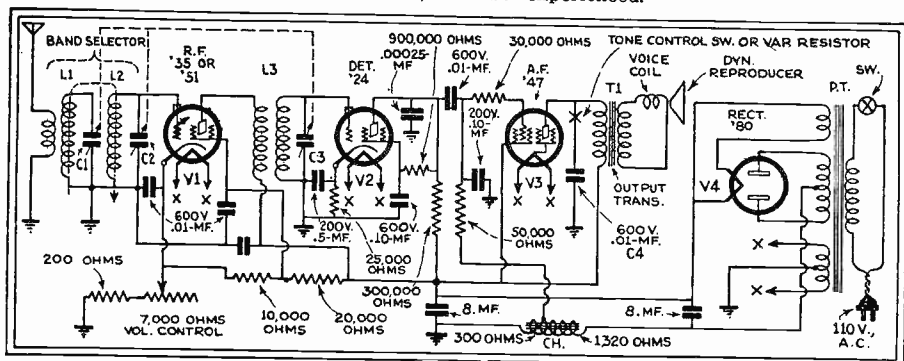 experienced.
BAND SELECTOR
L1
L2
C1
C2
R.F.
'35 OR
'51
V1
L3
C3
DET.
'24
V2
.00025-
MF.
900,000 OHMS
600V.
.01-MF.
30,000 OHMS
200V.
.10-
MF.
A.F.
'47
V3
TONE CONTROL SW. OR VAR RESISTOR
VOICE
COIL
DYN.
REPRODUCER
T1
OUTPUT
TRANS.
RECT.
'80
V4
P.T.
SW.
X X
X X
X X
X
X
X
600V.
.01-MF.
200V.
.5-MF.
600V.
.10-MF.
25,000
OHMS
50,000
OHMS
600V.
.01-MF.
C4
200 OHMS
7,000 OHMS
VOL. CONTROL
10,000
OHMS
20,000
OHMS
300,000
OHMS
8.MF.
8.MF.
300 OHMS
CH.
1,320 OHMS
110 V.,
A.C.